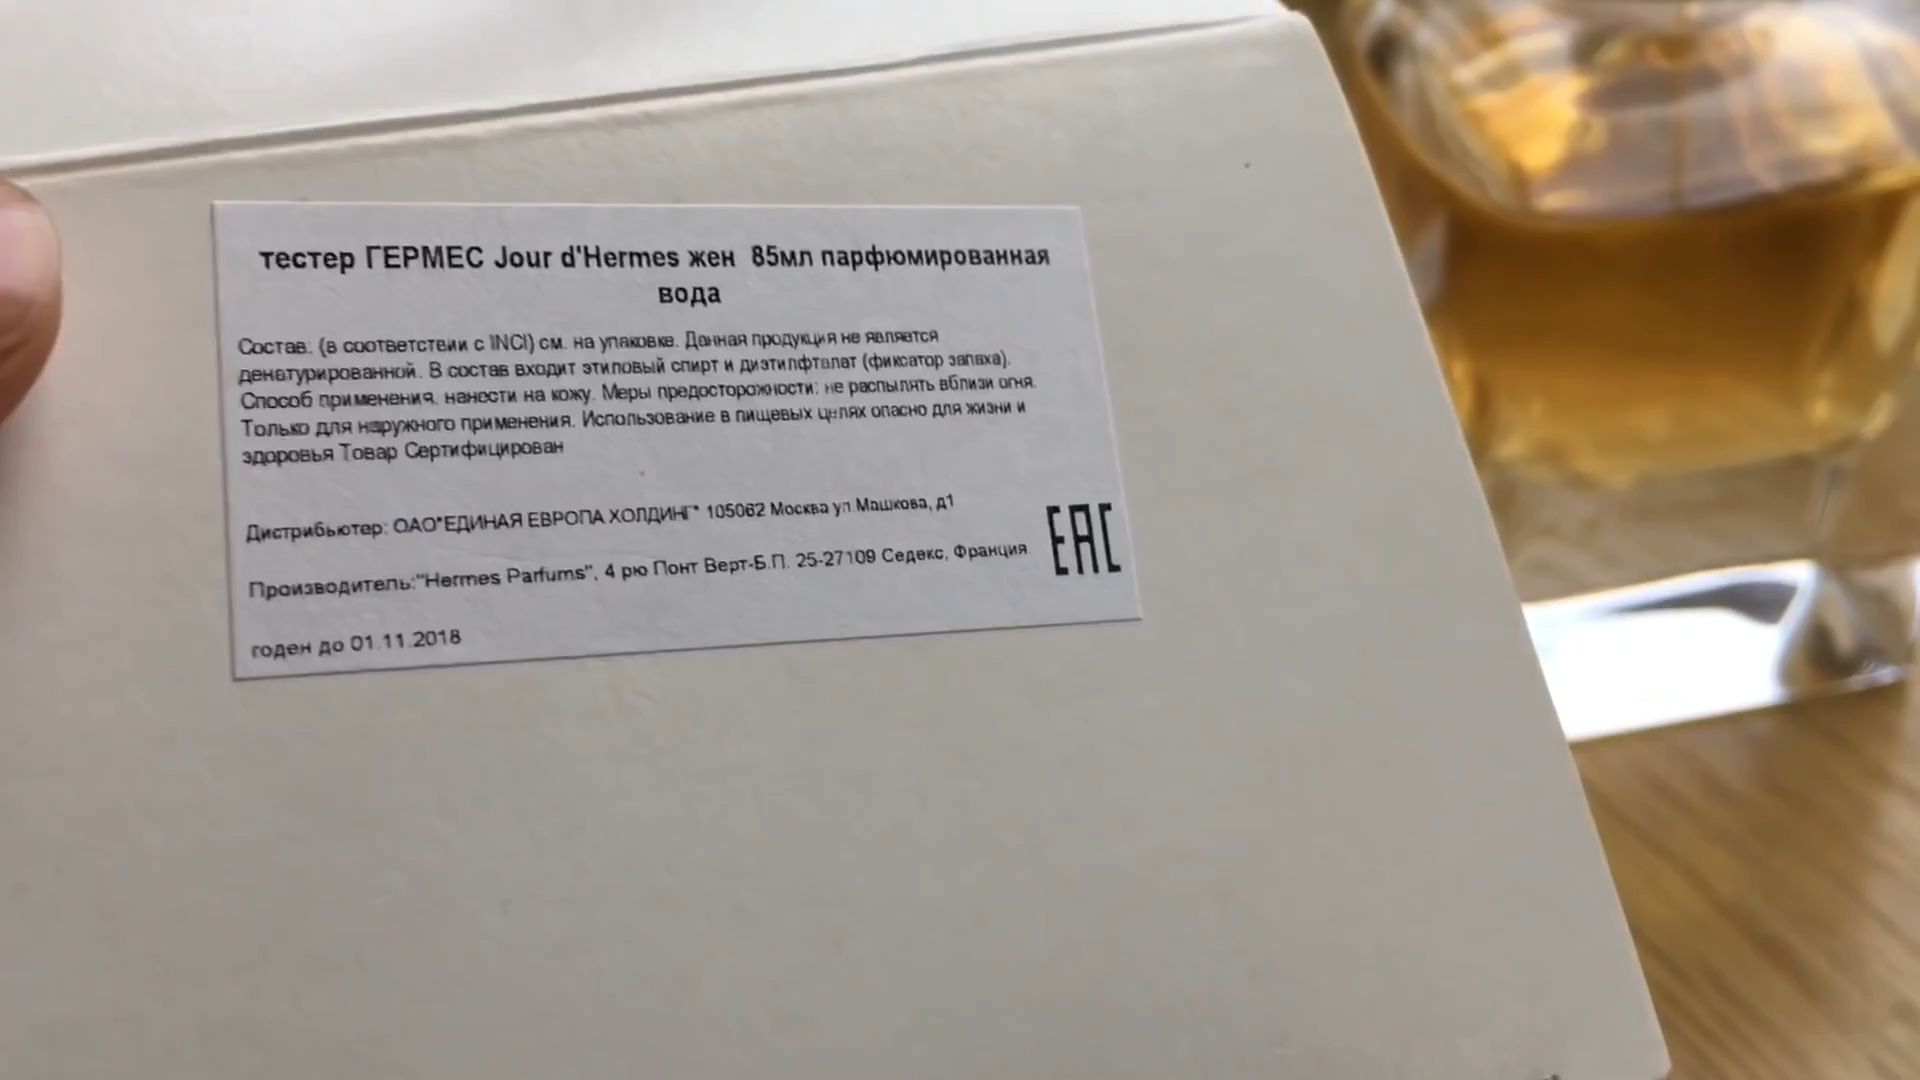 тестер ГЕРМЕС Jour d'Hermes жен 85мл парфюмированная
вода
Состав: (в соответствии с INCI) см. на упаковке. Данная продукция не является
денатурированной. В состав входит этиловый спирт и диэтилфталат (фиксатор запаха).
Способ применения, нанести на кожу. Меры предосторожности: не распылять вблизи огня.
Только для наружного применения. Использование в пищевых целях опасно для жизни и
здоровья Товар Сертифицирован
Дистрибьютер: ОАО"ЕДИНАЯ ЕВРОПА ХОЛДИНГ" 105062 Москва ул.Машкова, д1
Производитель:"Hermes Parfums", 4 рю Понт Верт-Б.П. 25-27109 Седекс, Франция
EAC
годен до 01.11.2018